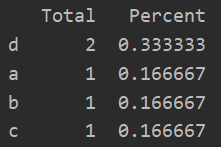 Total Percent
d 2 0.333333
a 1 0.166667
b 1 0.166667
c 1 0.166667